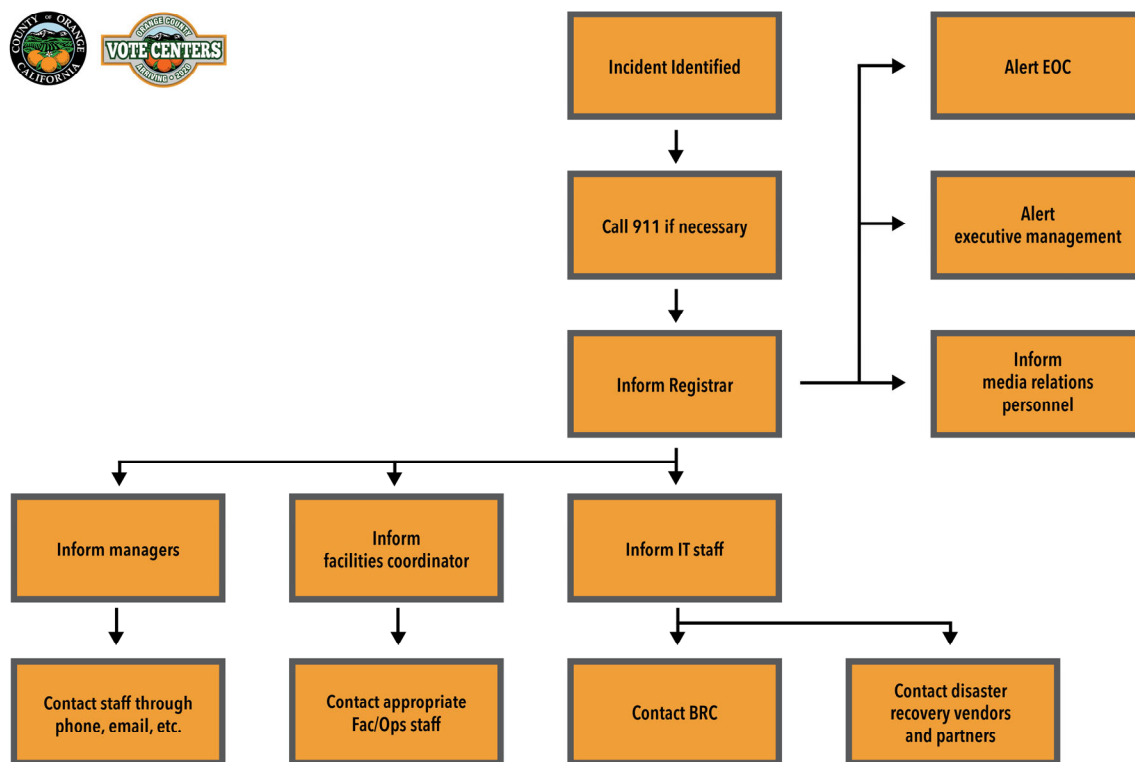 COUNTY OF ORANGE
CALIFORNIA
ORANGE COUNTY
VOTE CENTERS
ARRIVING • 2020
Incident Identified
Alert EOC
Call 911 if necessary
Alert
executive management
Inform Registrar
Inform
media relations
personnel
Inform managers
Inform
facilities coordinator
Inform IT staff
Contact staff through
phone, email, etc.
Contact appropriate
Fac/Ops staff
Contact BRC
Contact disaster
recovery vendors
and partners